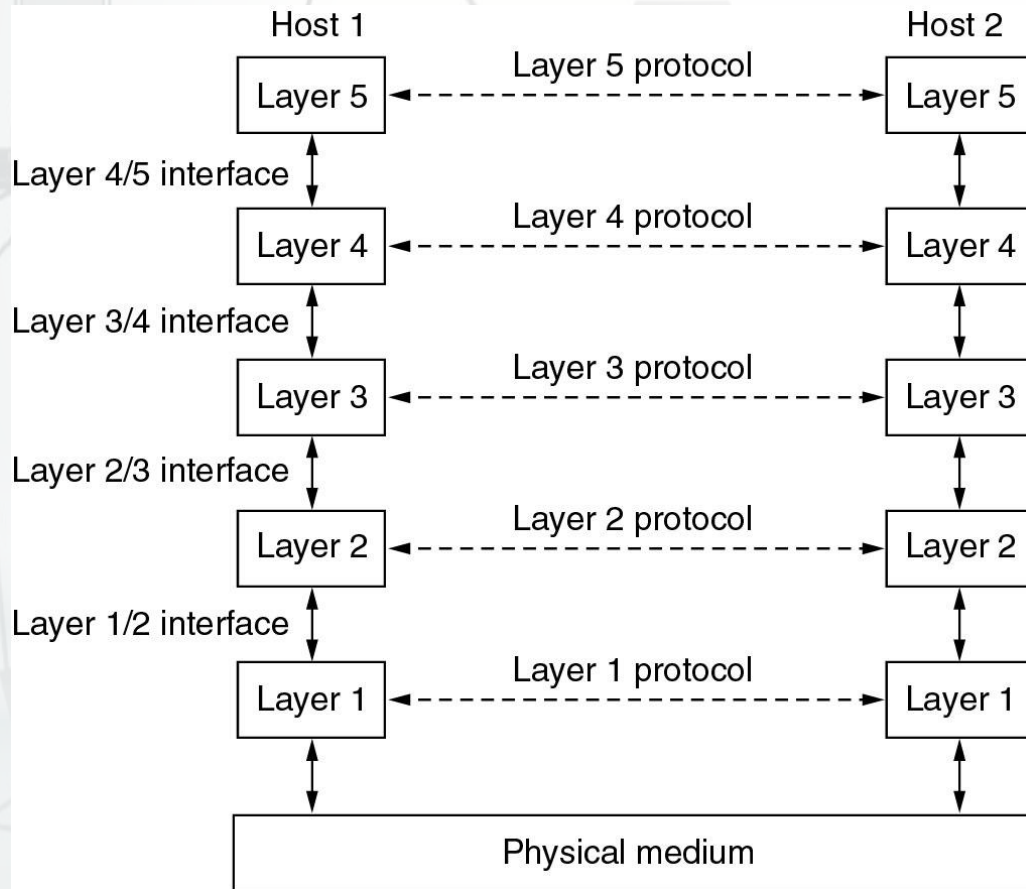 Host 1
Host 2
Layer 5 protocol
Layer 5
Layer 5
Layer 4/5 interface
Layer 4 protocol
Layer 4
Layer 4
Layer 3/4 interface
Layer 3 protocol
Layer 3
Layer 3
Layer 2/3 interface
Layer 2 protocol
Layer 2
Layer 2
Layer 1/2 interface
Layer 1 protocol
Layer 1
Layer 1
Physical medium